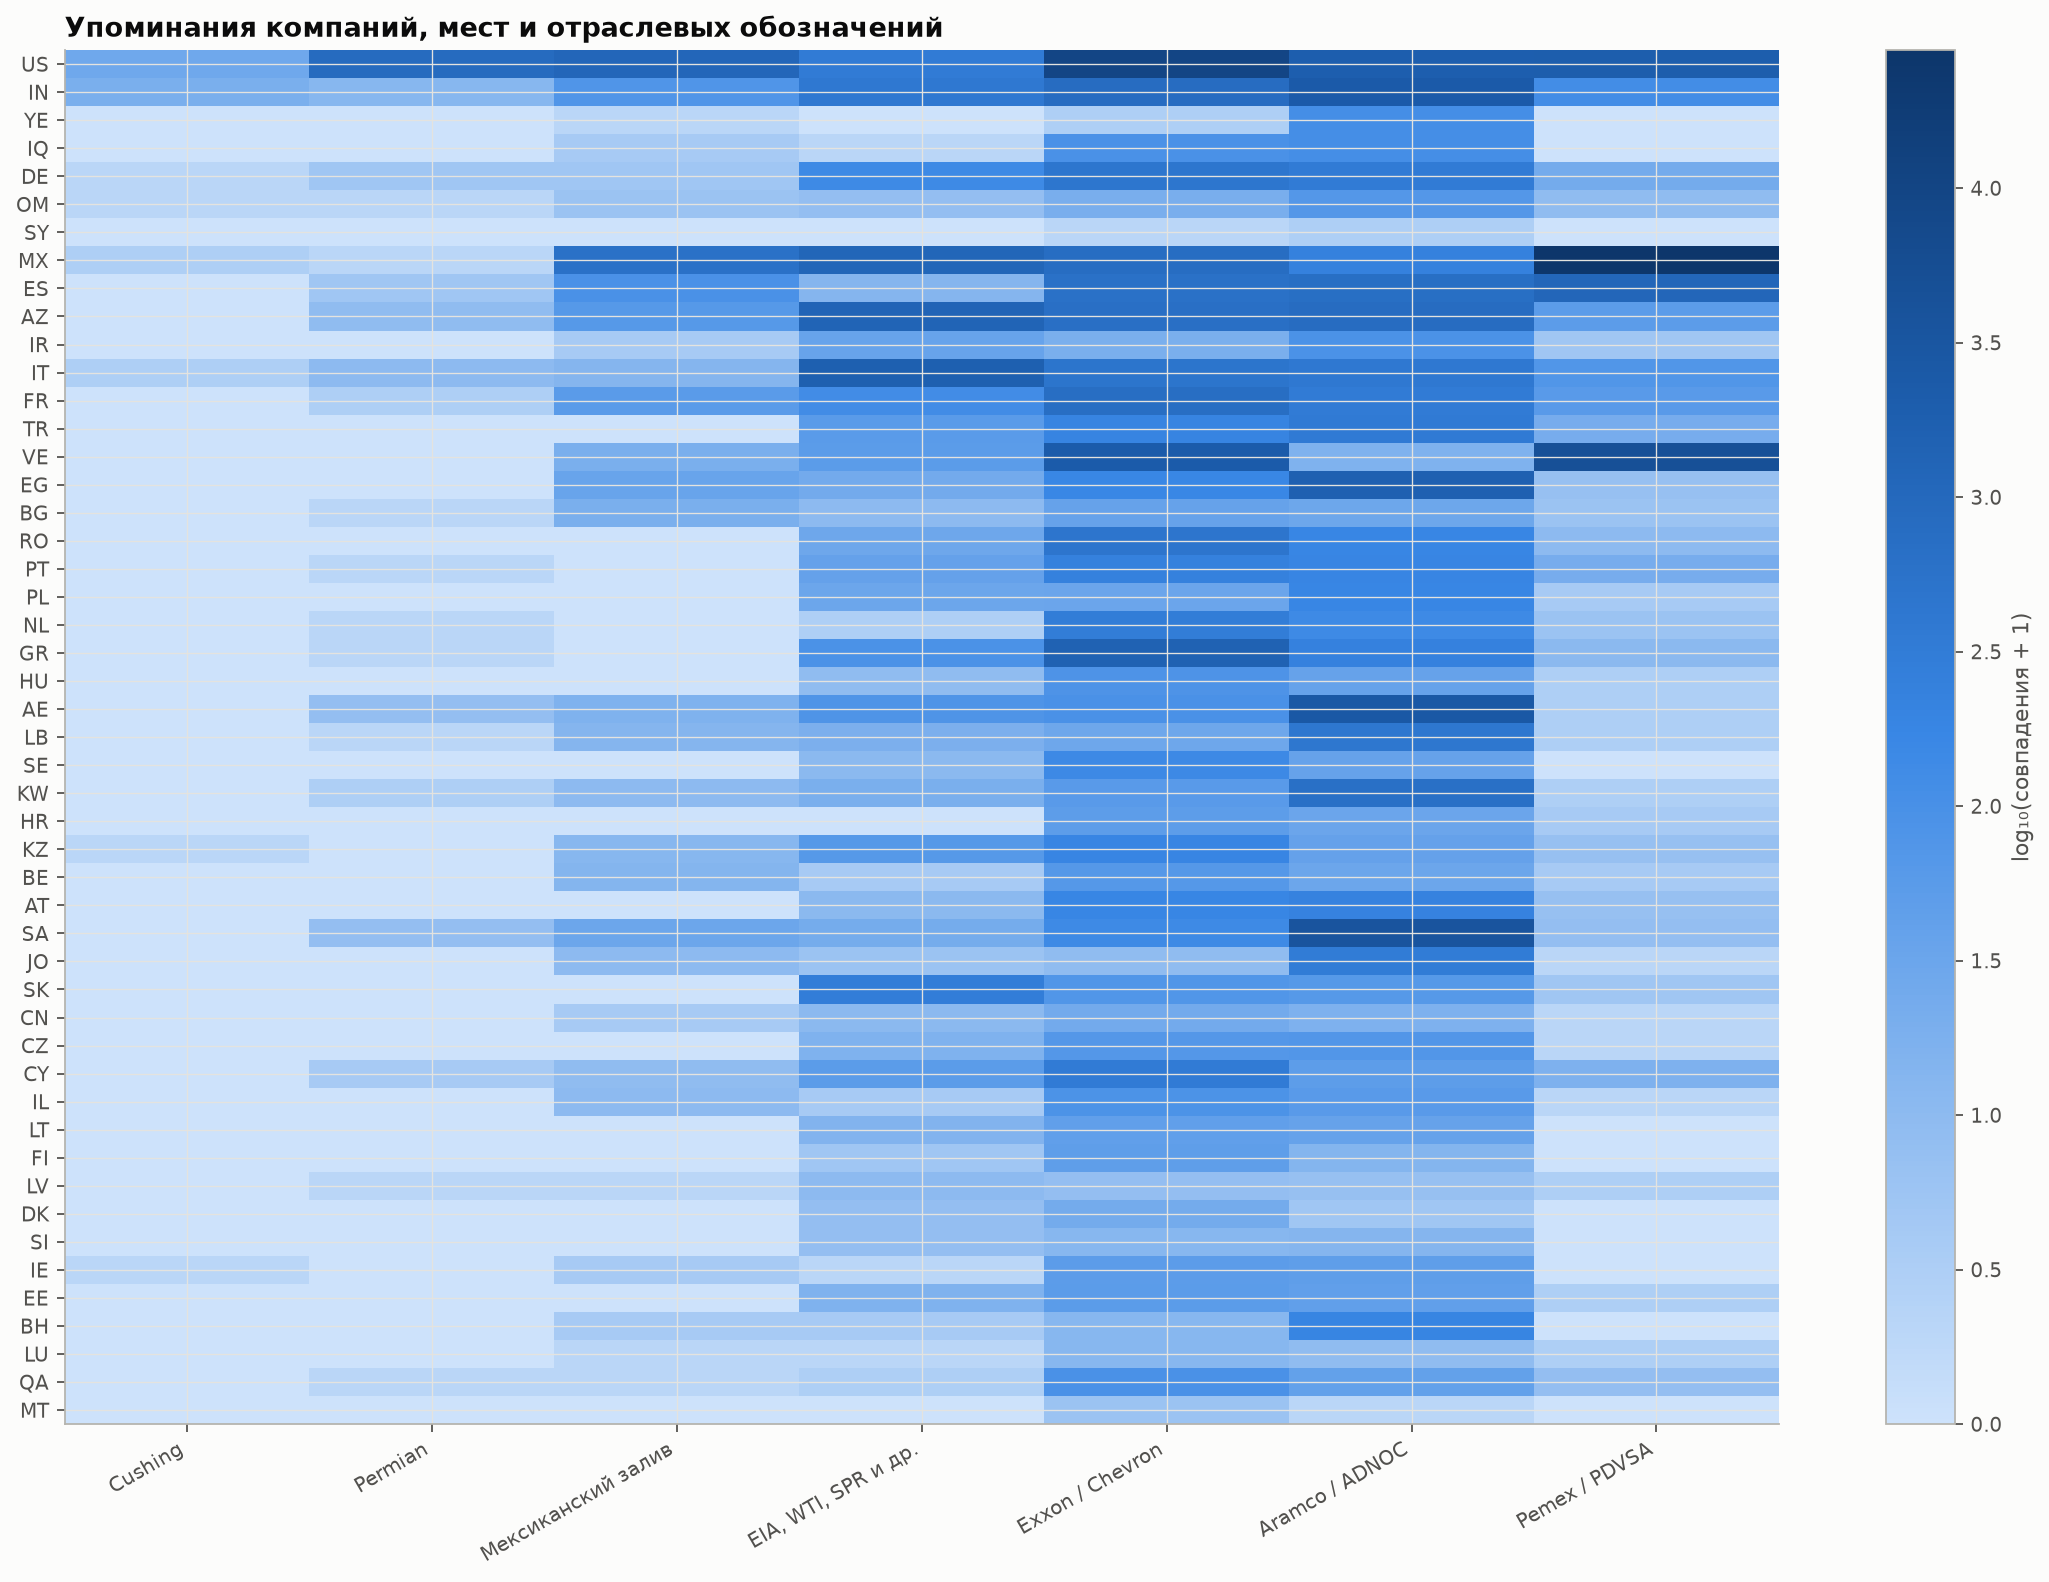 Упоминания компаний, мест и отраслевых обозначений
US
IN
YE
IQ
DE
OM
SY
MX
ES
AZ
IR
IT
FR
TR
VE
EG
BG
RO
PT
PL
NL
GR
HU
AE
LB
SE
KW
HR
KZ
BE
AT
SA
JO
SK
CN
CZ
CY
IL
LT
FI
LV
DK
SI
IE
EE
BH
LU
QA
MT
Cushing
Permian
Мексиканский залив
EIA, WTI, SPR и др.
Exxon / Chevron
Aramco / ADNOC
Pemex / PDVSA
4.0
3.5
3.0
2.5
2.0
1.5
1.0
0.5
0.0
log₁₀(совпадения + 1)